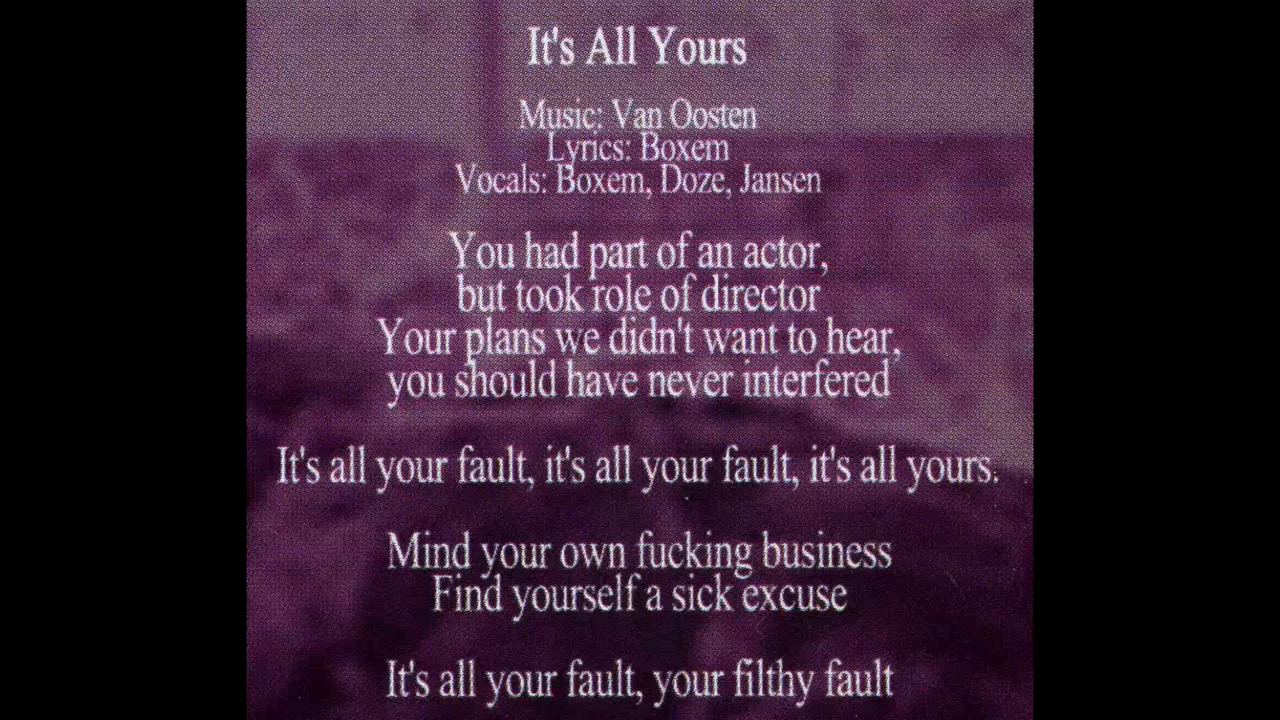 It's All Yours
Music: Van Oosten
Lyrics: Boxem
Vocals: Boxem, Doze, Jansen
You had part of an actor,
but took role of director
Your plans we didn't want to hear,
you should have never interfered
It's all your fault, it's all your fault, it's all yours.
Mind your own fucking business
Find yourself a sick excuse
It's all your fault, your filthy fault